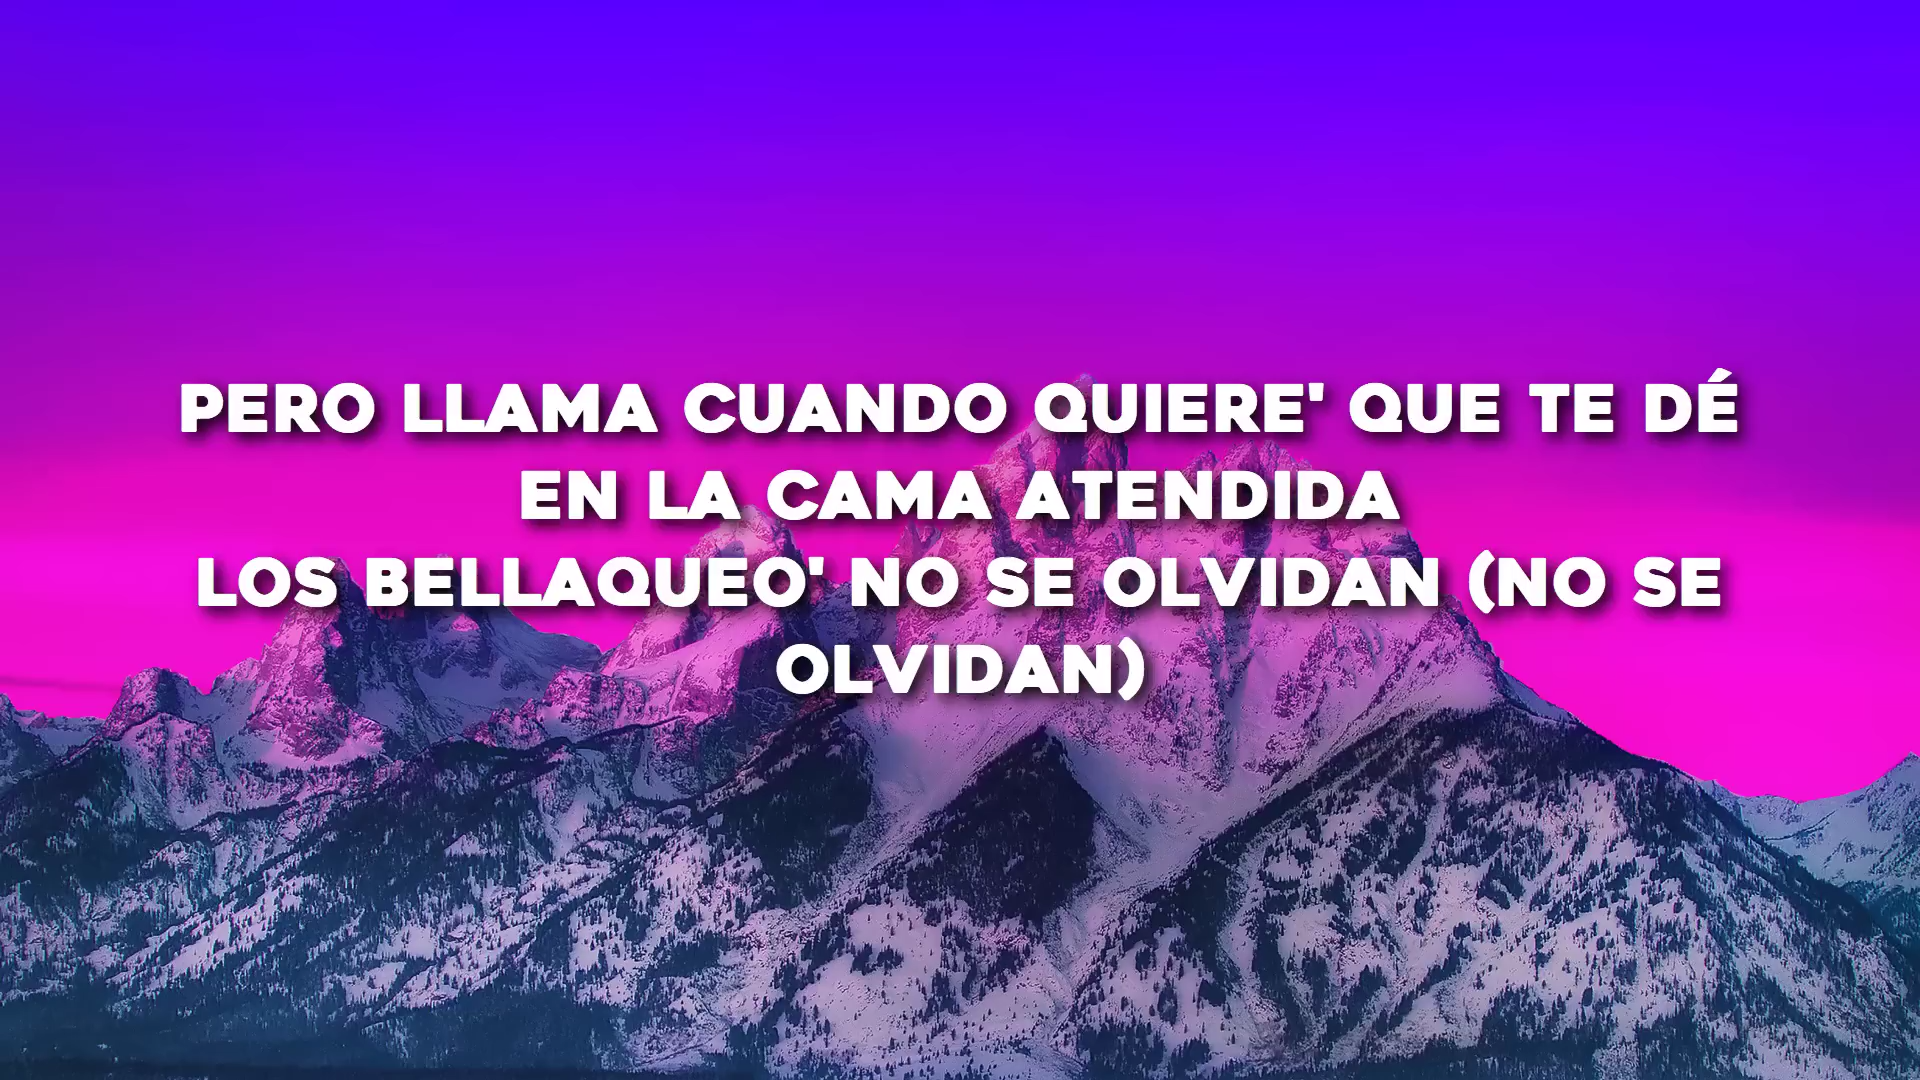 PERO LLAMA CUANDO QUIERE' QUE TE DÉ
EN LA CAMA ATENDIDA
LOS BELLAQUEO' NO SE OLVIDAN (NO SE
OLVIDAN)